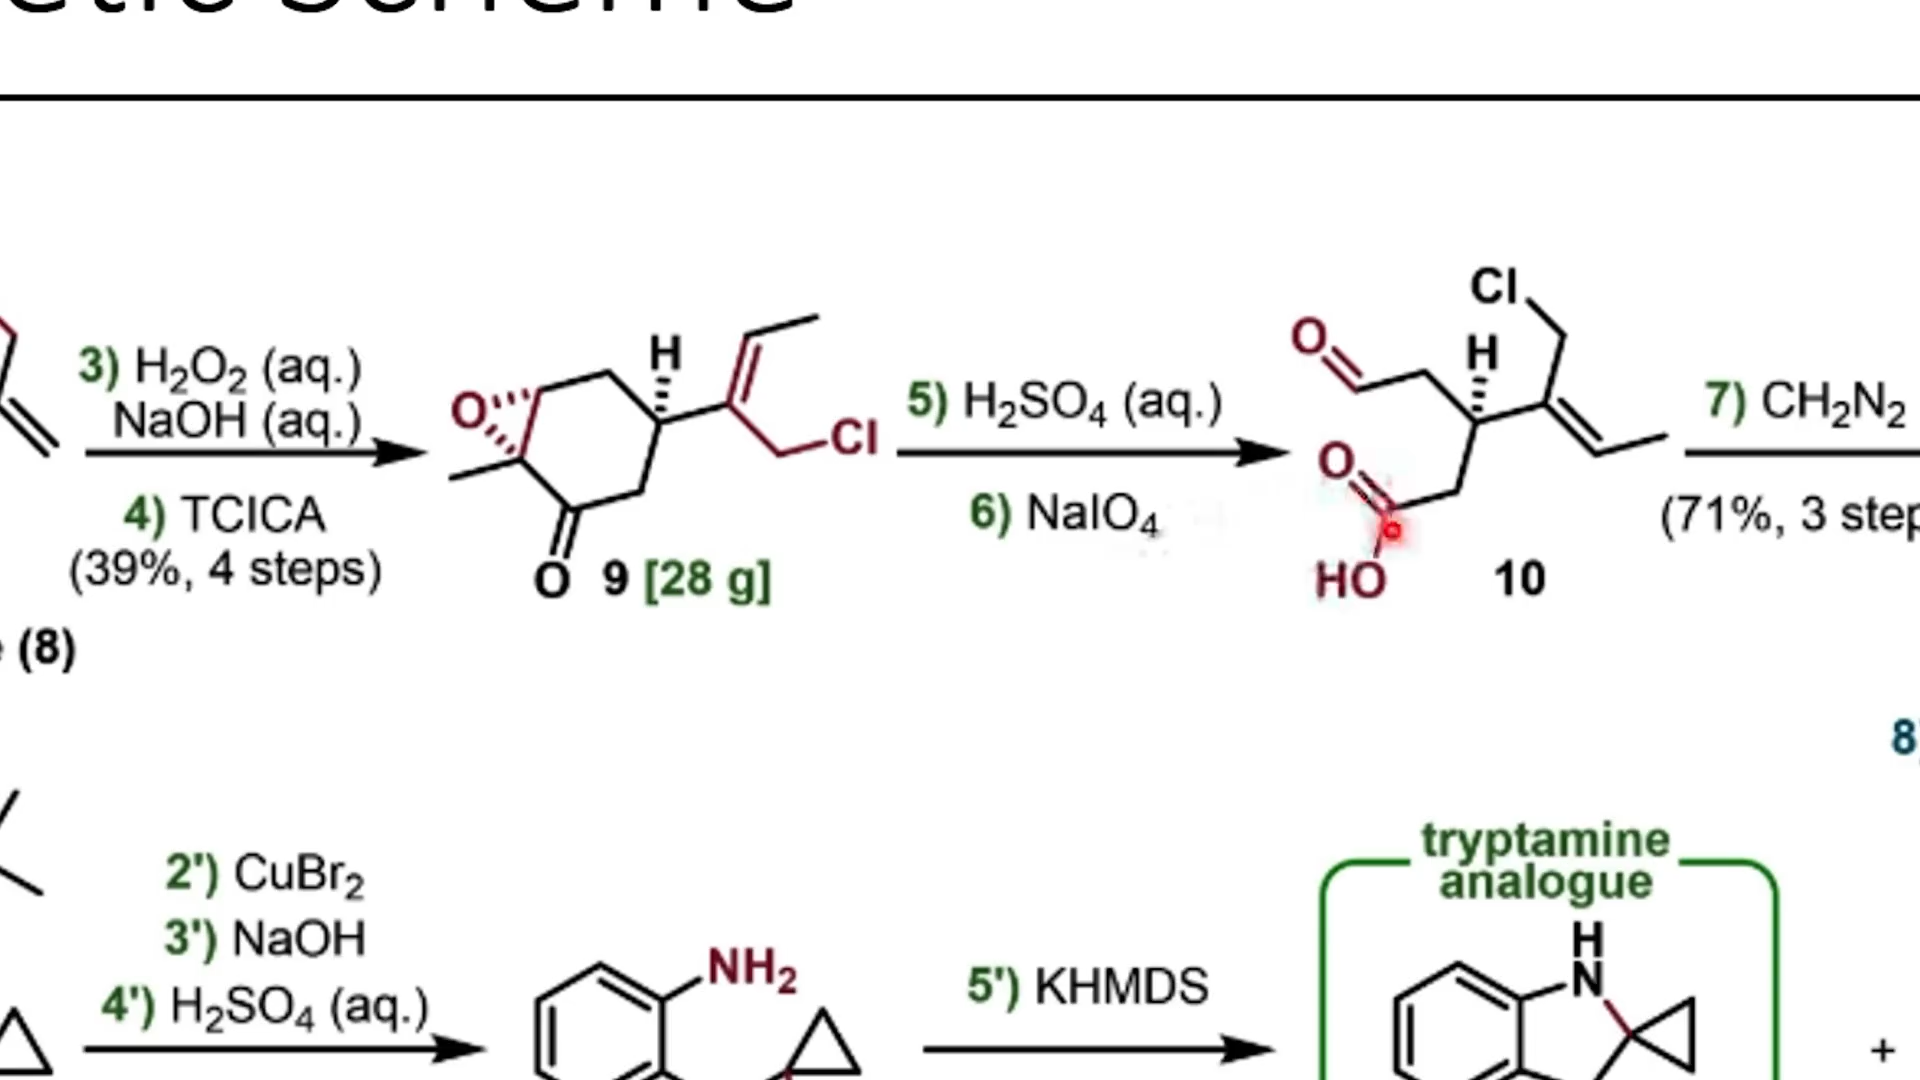 etic Scheme
3) H₂O₂ (aq.)
NaOH (aq.)
4) TCICA
(39%, 4 steps)
O
H
Cl
O
9 [28 g]
5) H₂SO₄ (aq.)
6) NaIO₄
Cl
O
H
O
HO
10
7) CH₂N₂
(71%, 3 step
e (8)
8)
2') CuBr₂
3') NaOH
4') H₂SO₄ (aq.)
NH₂
5') KHMDS
tryptamine
analogue
H
N
+